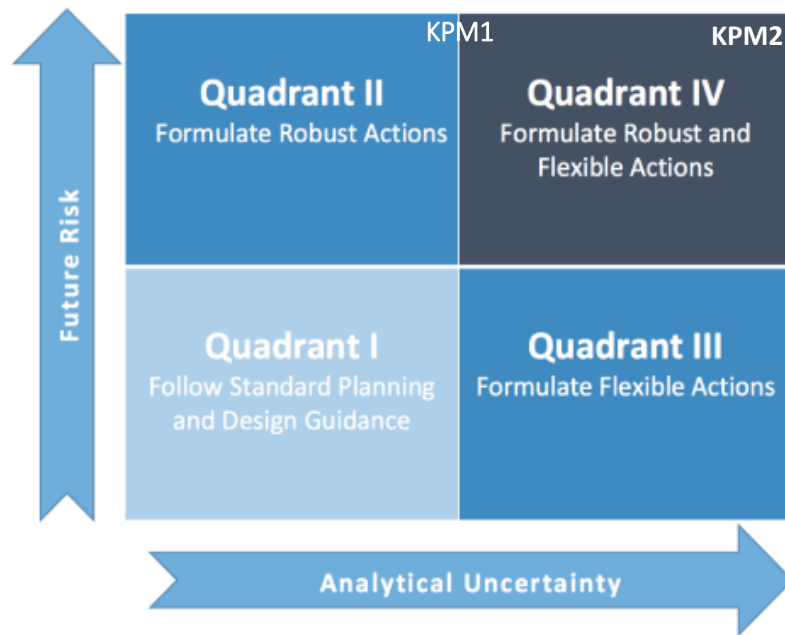 KPM1
KPM2
Quadrant II
Formulate Robust Actions
Quadrant IV
Formulate Robust and
Flexible Actions
Future Risk
Quadrant I
Follow Standard Planning
and Design Guidance
Quadrant III
Formulate Flexible Actions
Analytical Uncertainty